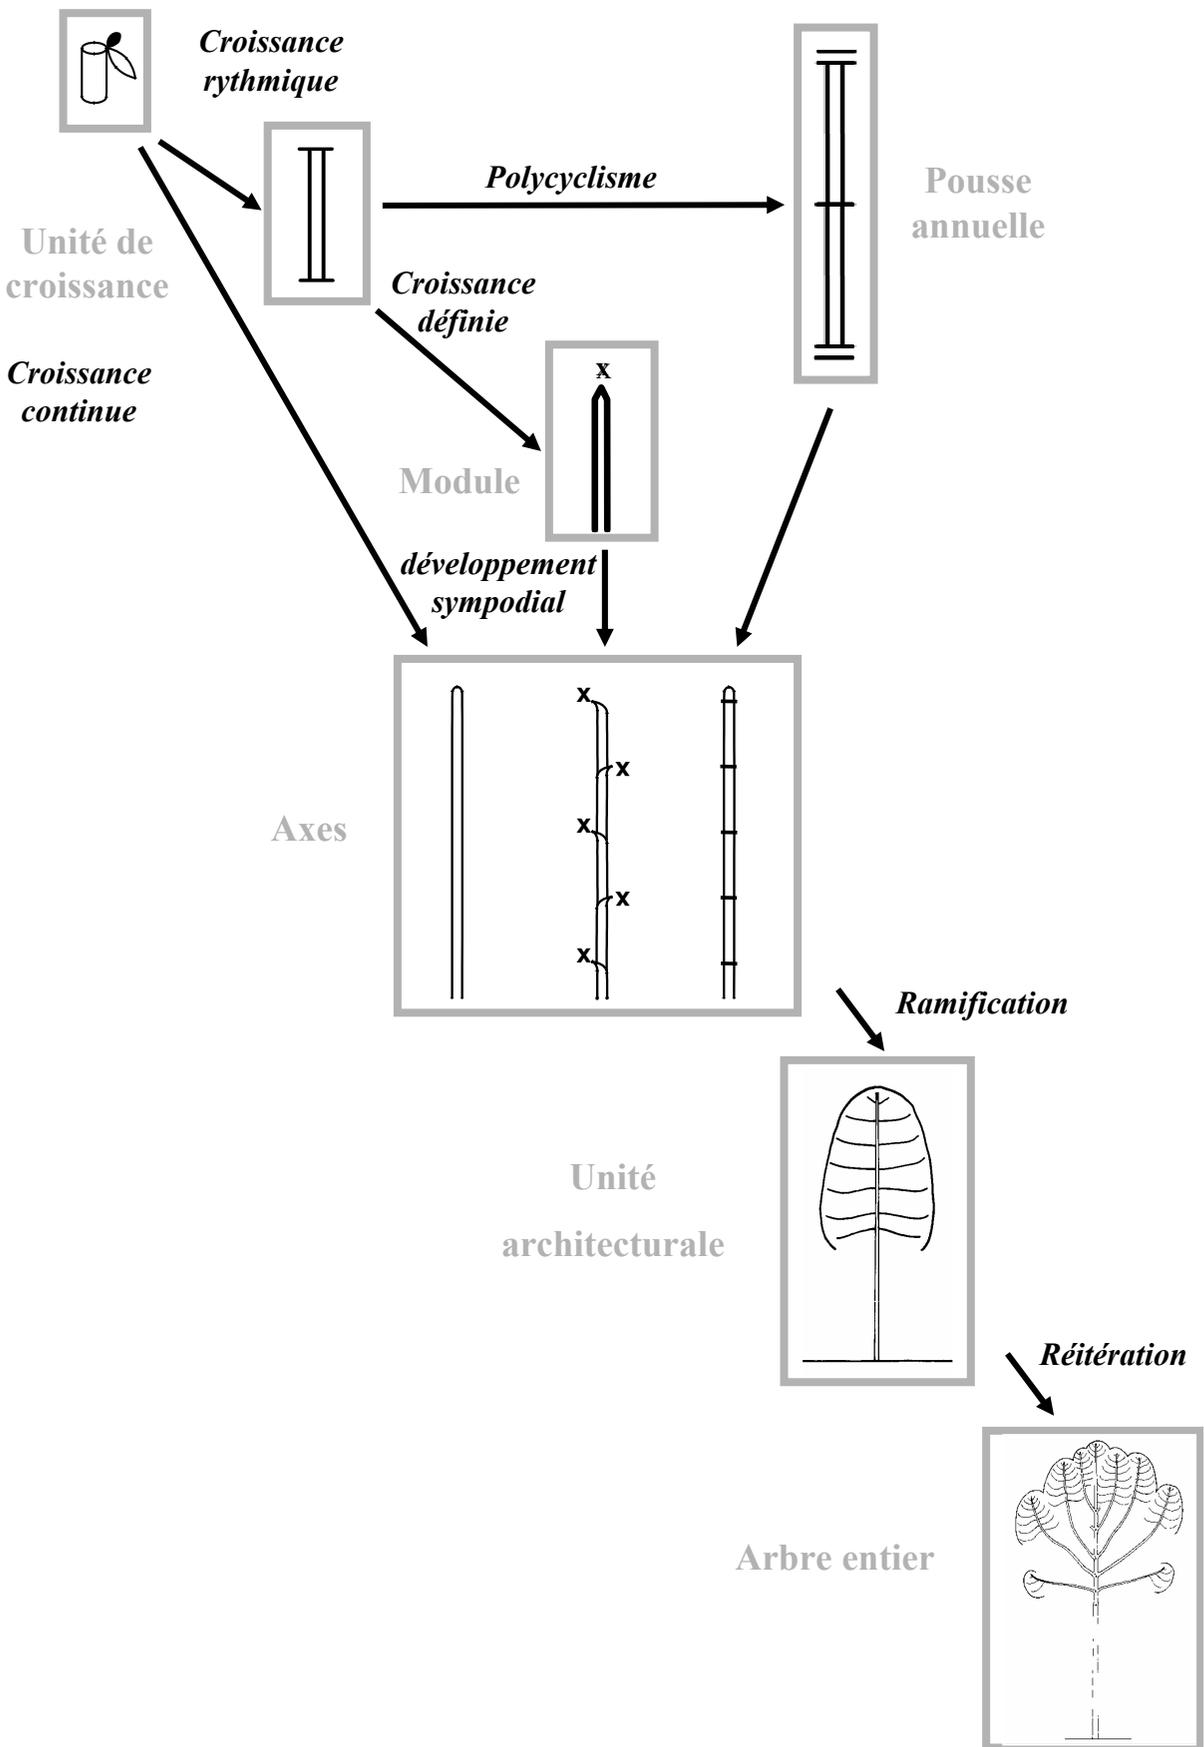 Croissance
rythmique
Polycyclisme
Pousse
annuelle
Unité de
croissance
Croissance
définie
Croissance
continue
x
Module
développement
sympodial
x
x
x
x
x
Axes
Ramification
Unité
architecturale
Réitération
Arbre entier